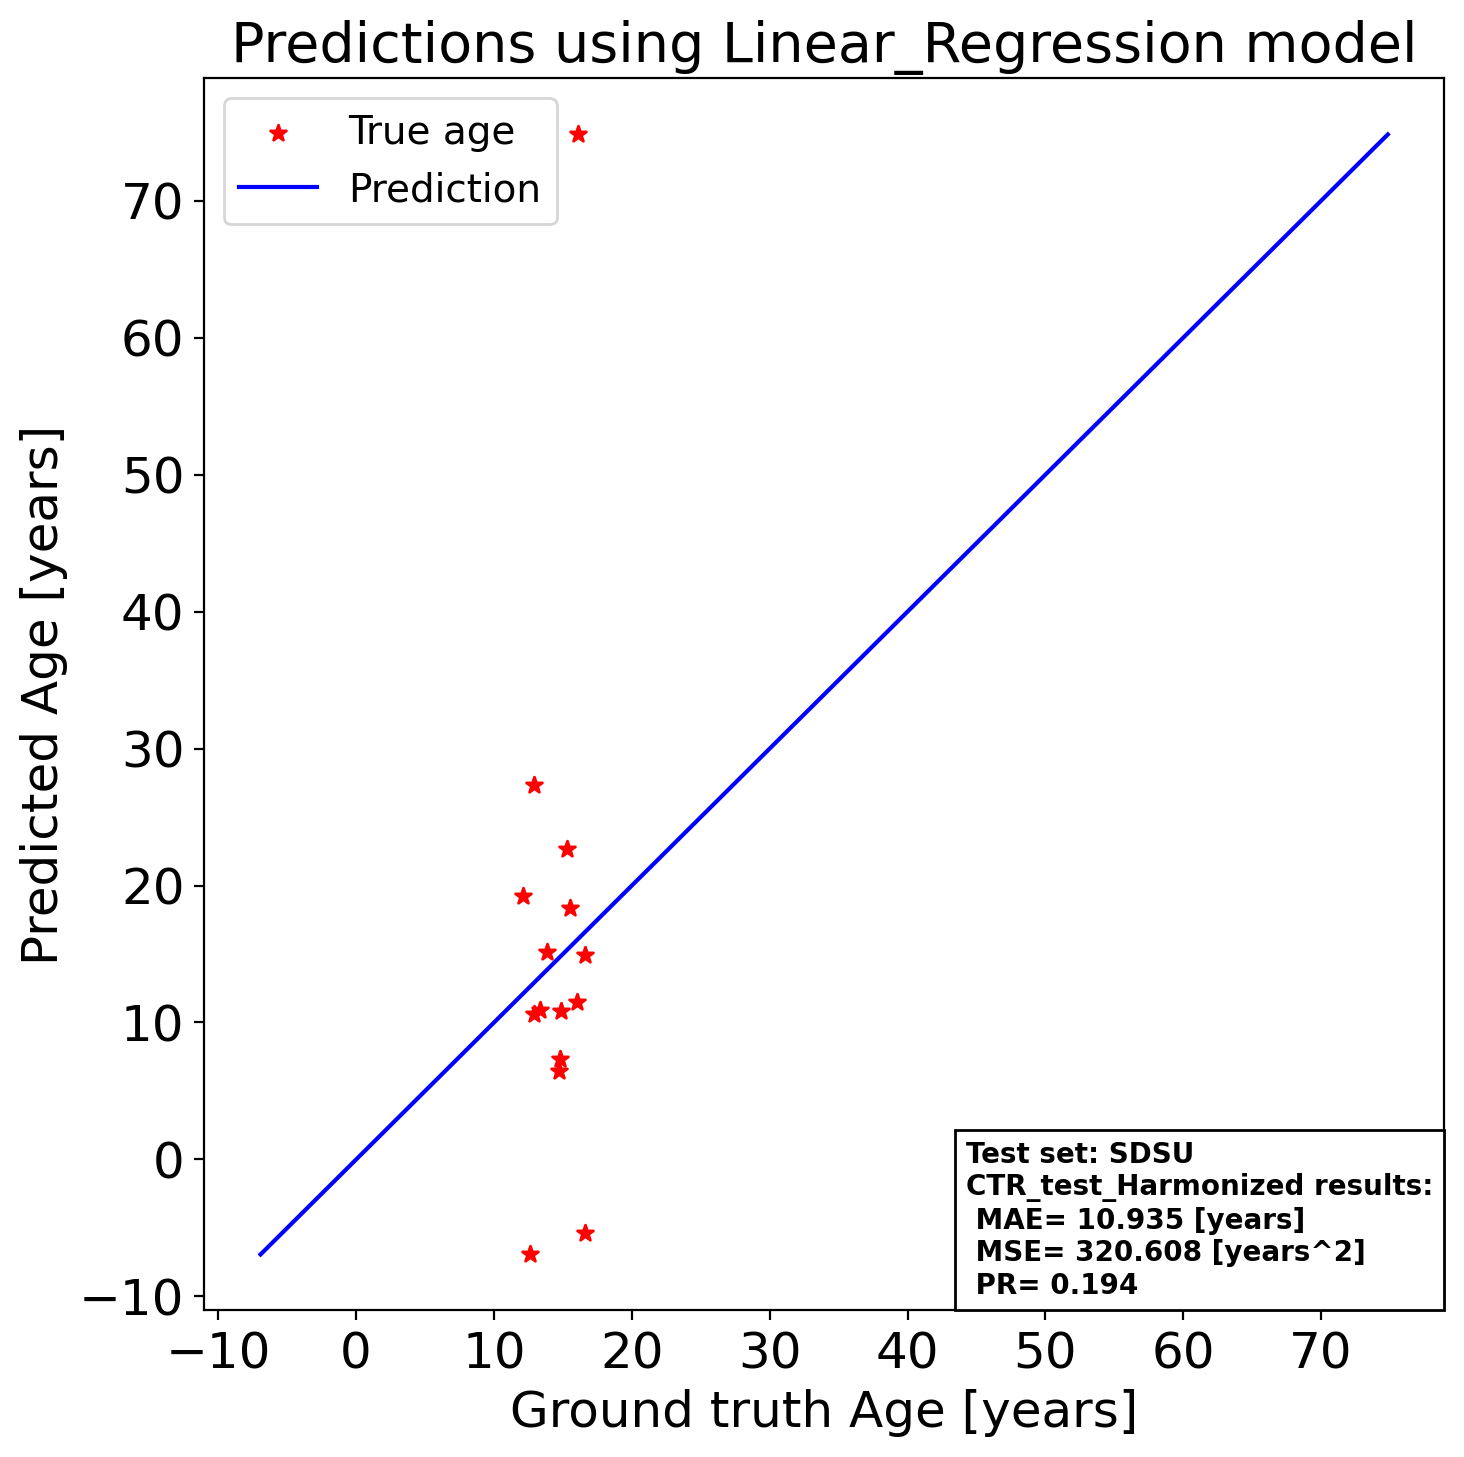 Predictions using Linear_Regression model
True age
Prediction
Predicted Age [years]
70
60
50
40
30
20
10
0
−10
Test set: SDSU
CTR_test_Harmonized results:
MAE= 10.935 [years]
MSE= 320.608 [years^2]
PR= 0.194
−10 0 10 20 30 40 50 60 70
Ground truth Age [years]